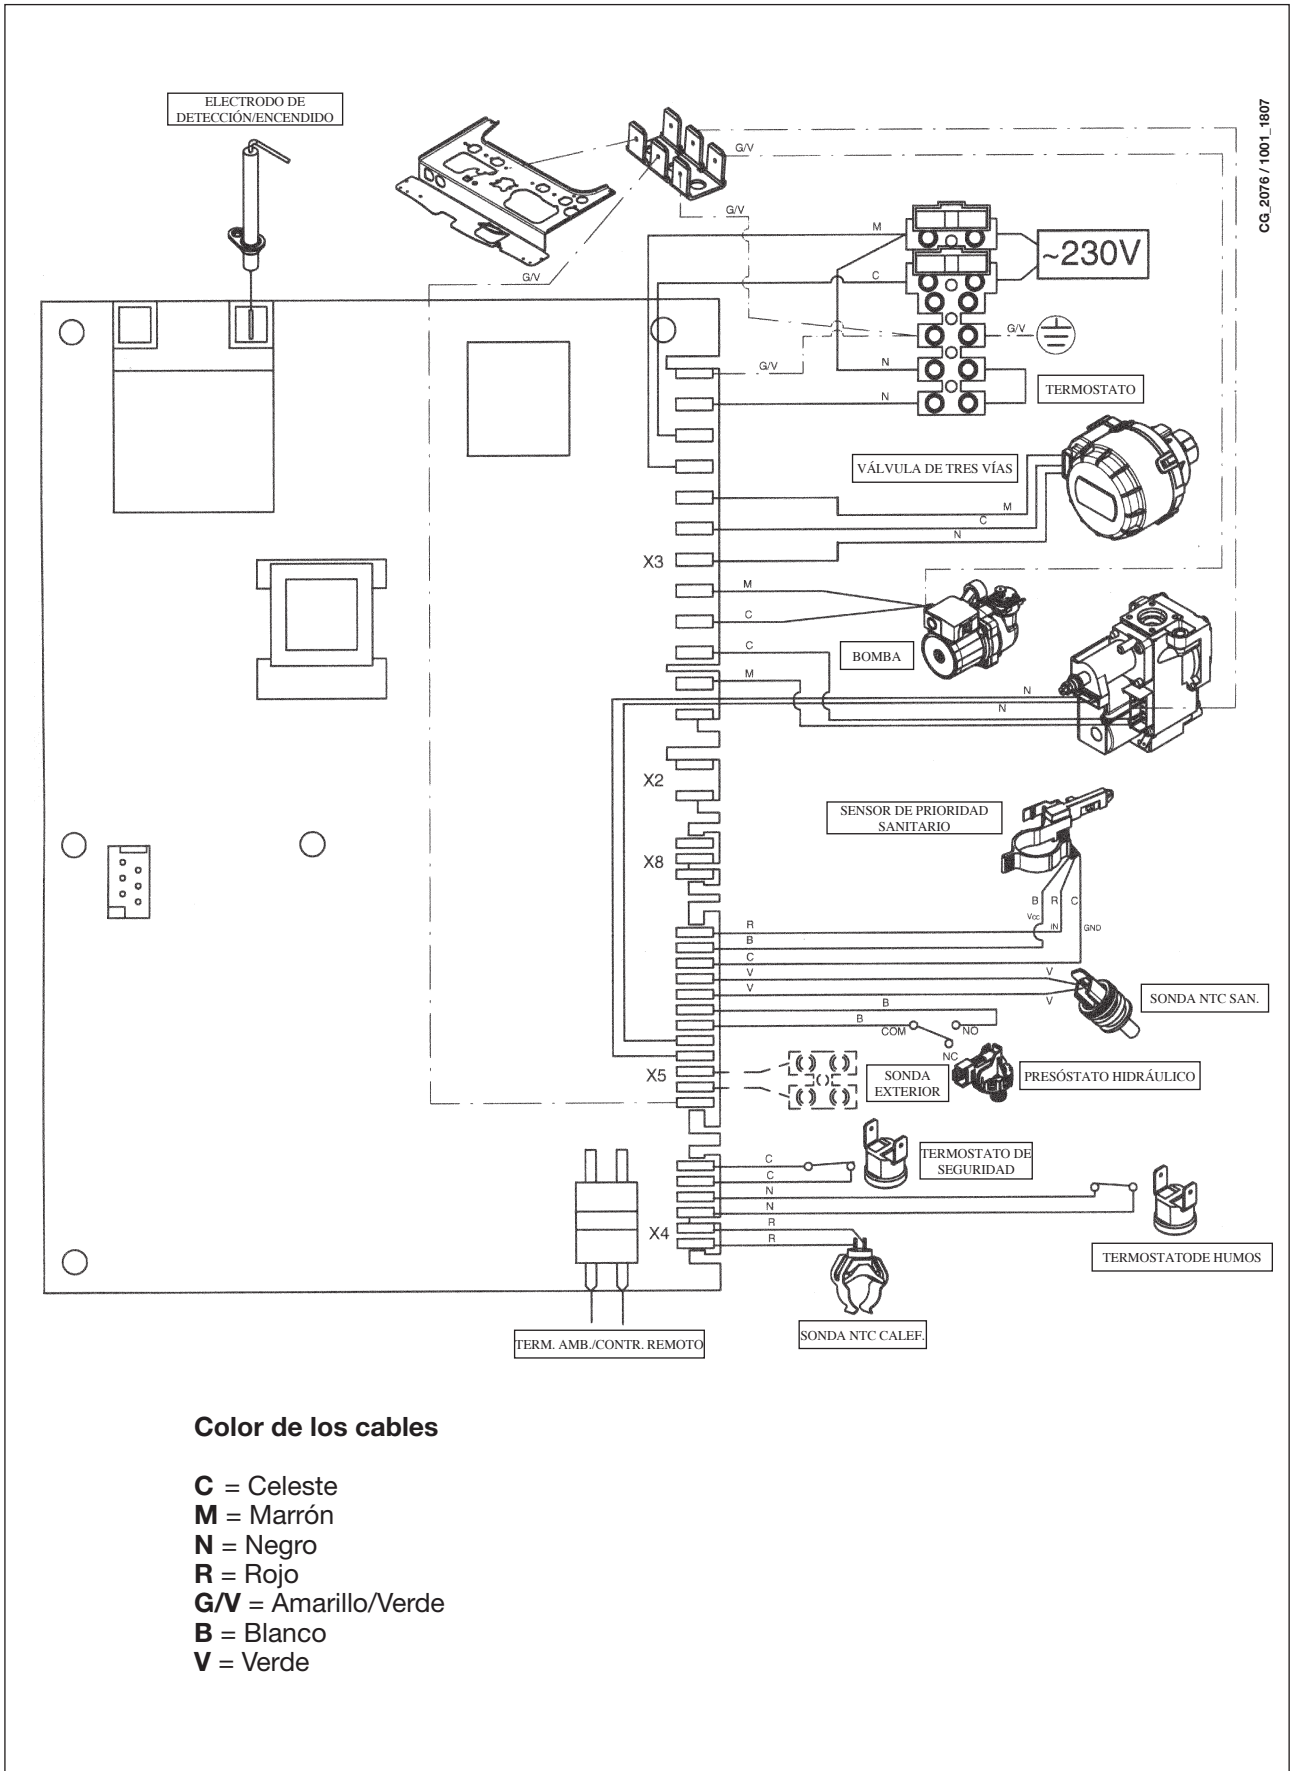 CG_2076 / 1001_1807
ELECTRODO DE
DETECCIÓN/ENCENDIDO
G/V
G/V
G/V
M
~230V
C
G/V
G/V
N
TERMOSTATO
N
VÁLVULA DE TRES VÍAS
M
C
N
X3
M
C
BOMBA
C
M
N
N
X2
SENSOR DE PRIORIDAD
SANITARIO
X8
B R C
Vcc
IN
GND
R
B
C
V
V
V
V
SONDA NTC SAN.
B
B
COM
NO
NC
X5
SONDA
EXTERIOR
PRESÓSTATO HIDRÁULICO
C
C
TERMOSTATO DE
SEGURIDAD
N
N
R
X4
R
TERMOSTATODE HUMOS
SONDA NTC CALEF.
TERM. AMB./CONTR. REMOTO
Color de los cables
C = Celeste
M = Marrón
N = Negro
R = Rojo
G/V = Amarillo/Verde
B = Blanco
V = Verde